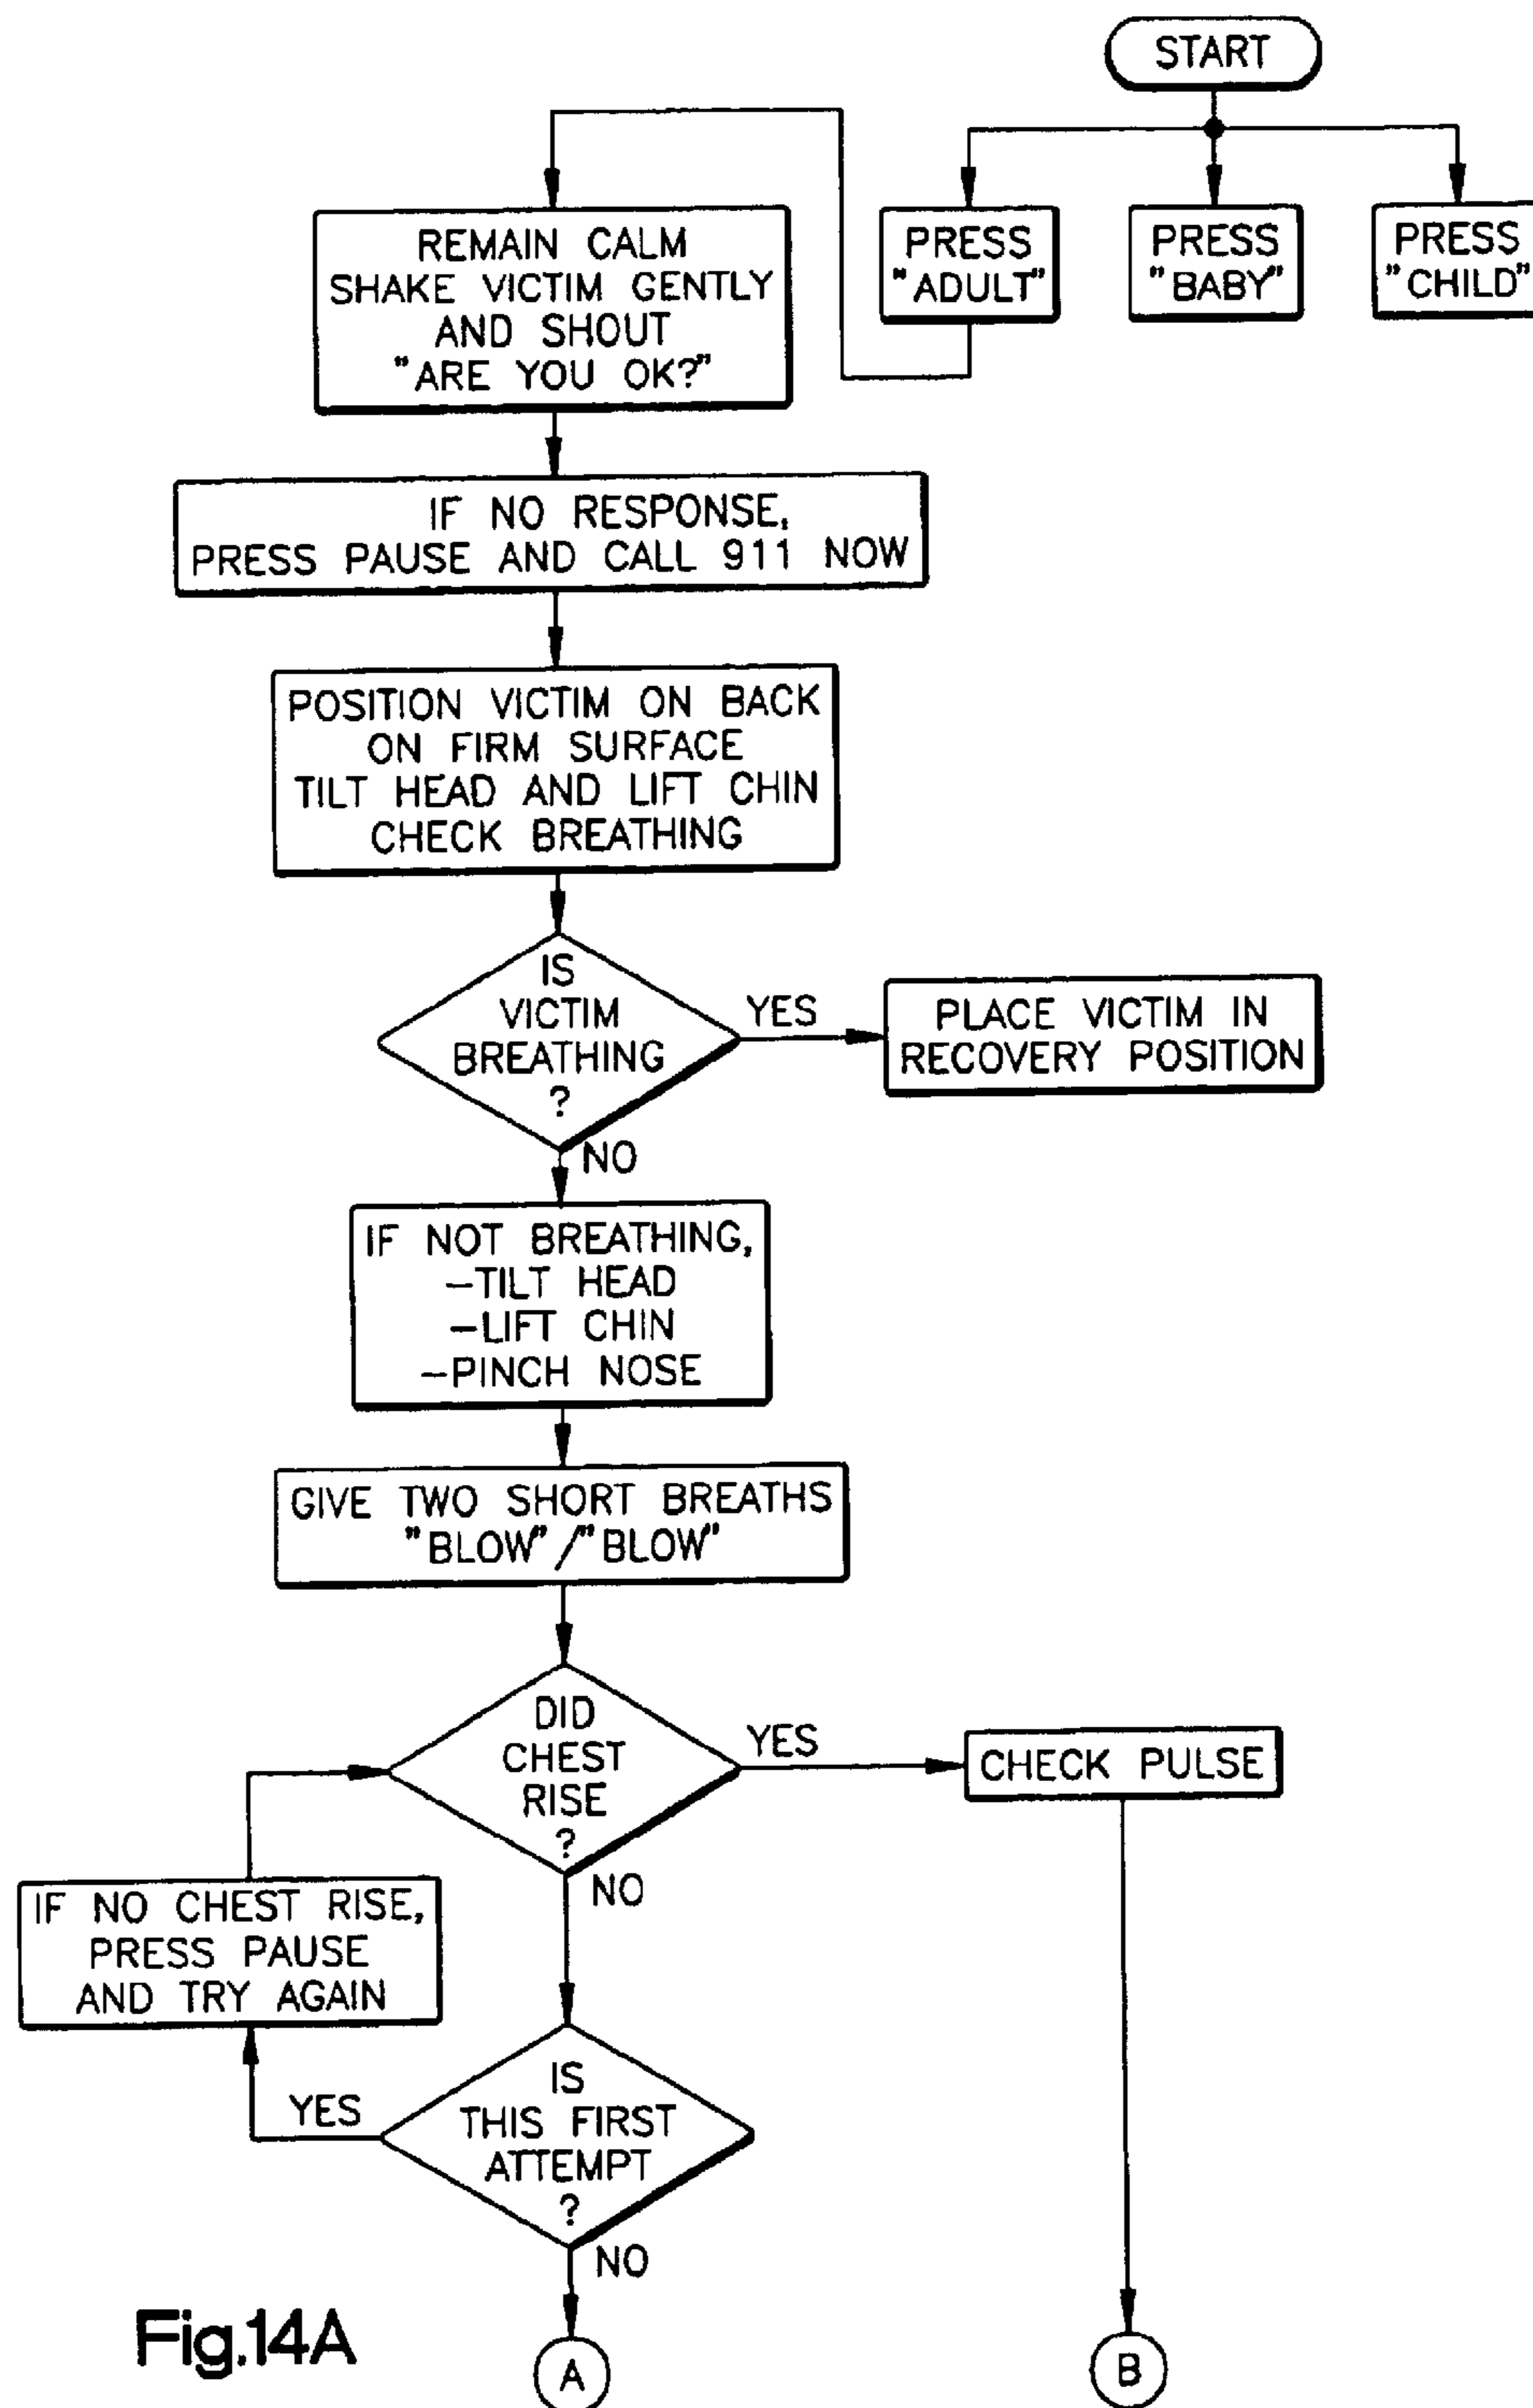 START
PRESS
"ADULT"
PRESS
"BABY"
PRESS
"CHILD"
REMAIN CALM
SHAKE VICTIM GENTLY
AND SHOUT
"ARE YOU OK?"
IF NO RESPONSE,
PRESS PAUSE AND CALL 911 NOW
POSITION VICTIM ON BACK
ON FIRM SURFACE
TILT HEAD AND LIFT CHIN
CHECK BREATHING
IS
VICTIM
BREATHING
?
YES
PLACE VICTIM IN
RECOVERY POSITION
NO
IF NOT BREATHING,
-TILT HEAD
-LIFT CHIN
-PINCH NOSE
GIVE TWO SHORT BREATHS
"BLOW"/"BLOW"
DID
CHEST
RISE
?
YES
CHECK PULSE
NO
IF NO CHEST RISE,
PRESS PAUSE
AND TRY AGAIN
IS
THIS FIRST
ATTEMPT
?
YES
NO
A
B
Fig.14A